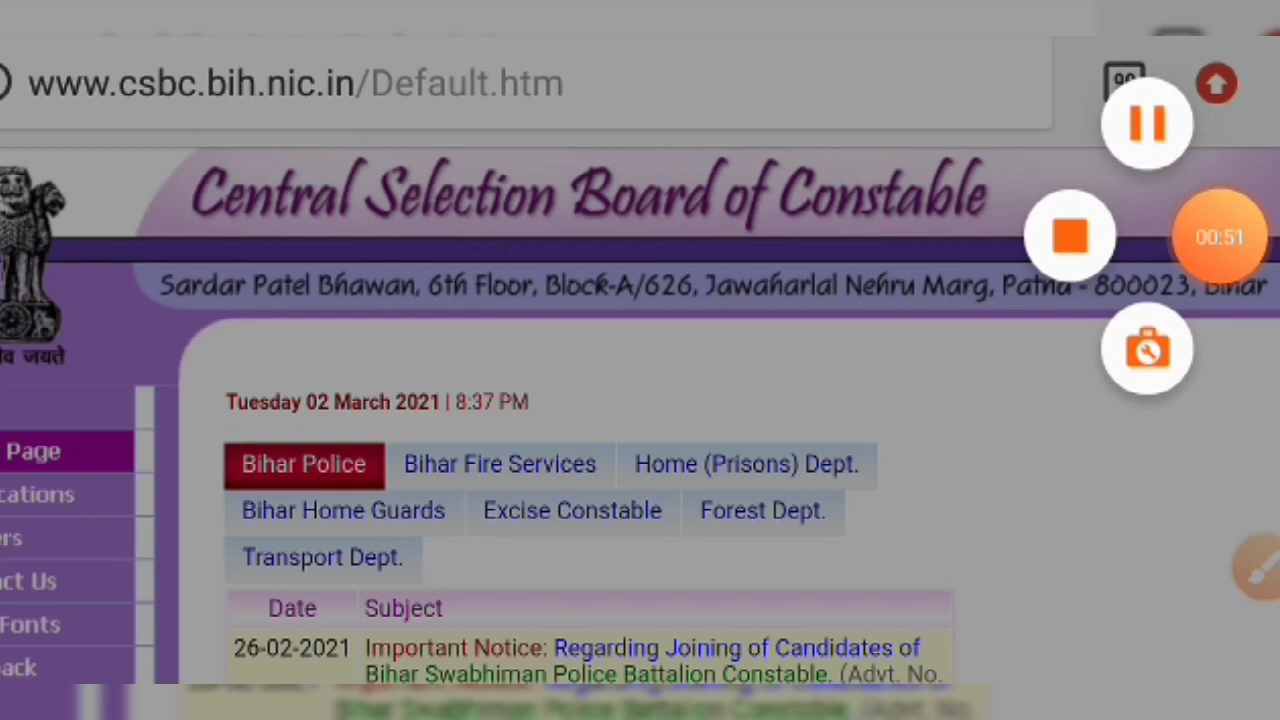 www.csbc.bih.nic.in/Default.htm
Central Selection Board of Constable
00:51
Sardar Patel Bhawan, 6th Floor, Block-A/626, Jawaharlal Nehru Marg, Patna - 800023, Bihar
जयते
Tuesday 02 March 2021 | 8:37 PM
Page
Bihar Police Bihar Fire Services Home (Prisons) Dept.
cations
Bihar Home Guards Excise Constable Forest Dept.
ers
Transport Dept.
act Us
Date Subject
Fonts
26-02-2021 Important Notice: Regarding Joining of Candidates of
back
Bihar Swabhiman Police Battalion Constable. (Advt. No.